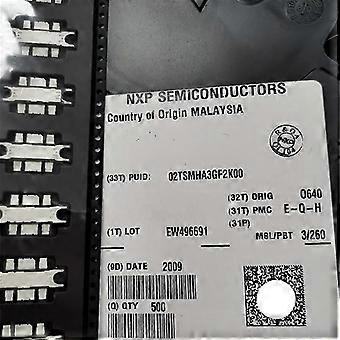 NXP SEMICONDUCTORS
Country of Origin MALAYSIA
(33T) PUID: 02TSMHA3GF2K00
(32T) ORIG 0640
(31T) PMC E-Q-H
(31P)
(1T) LOT EW496691
MSL/PBT 3/260
(9D) DATE 2009
(Q) QTY 500